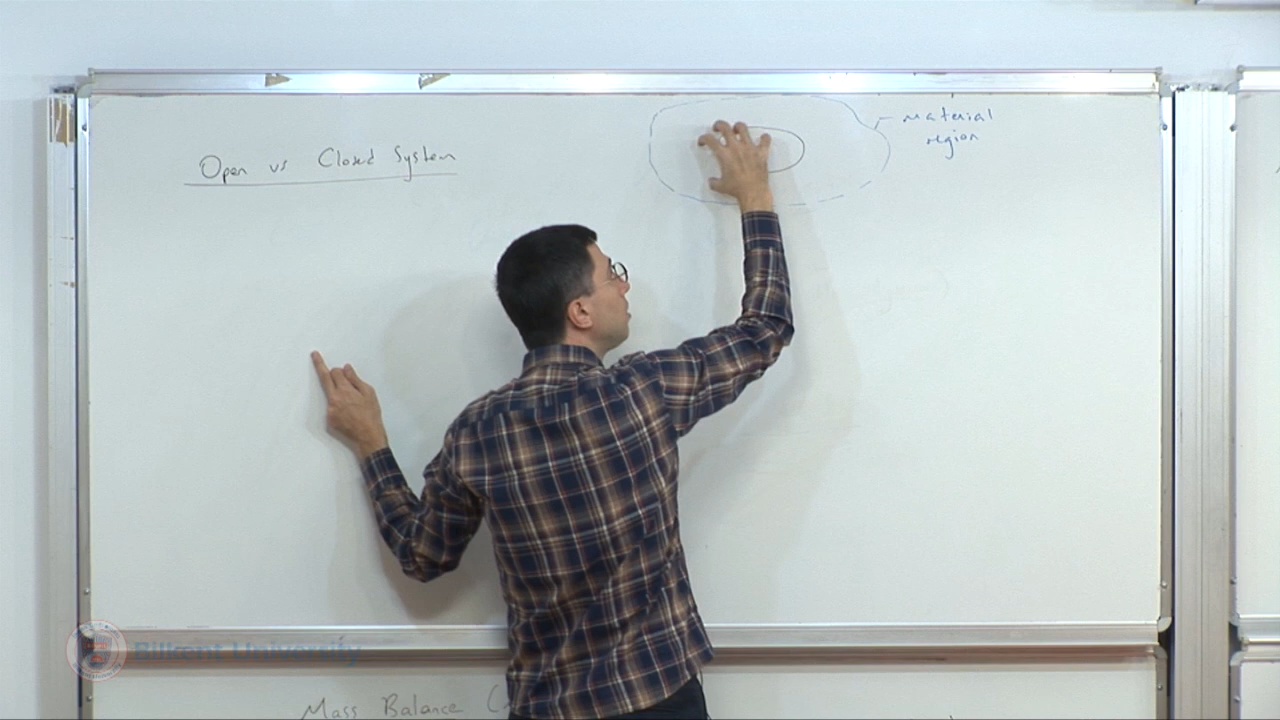 Open vs Closed System
material
region
Bilkent University
Mass Balance (